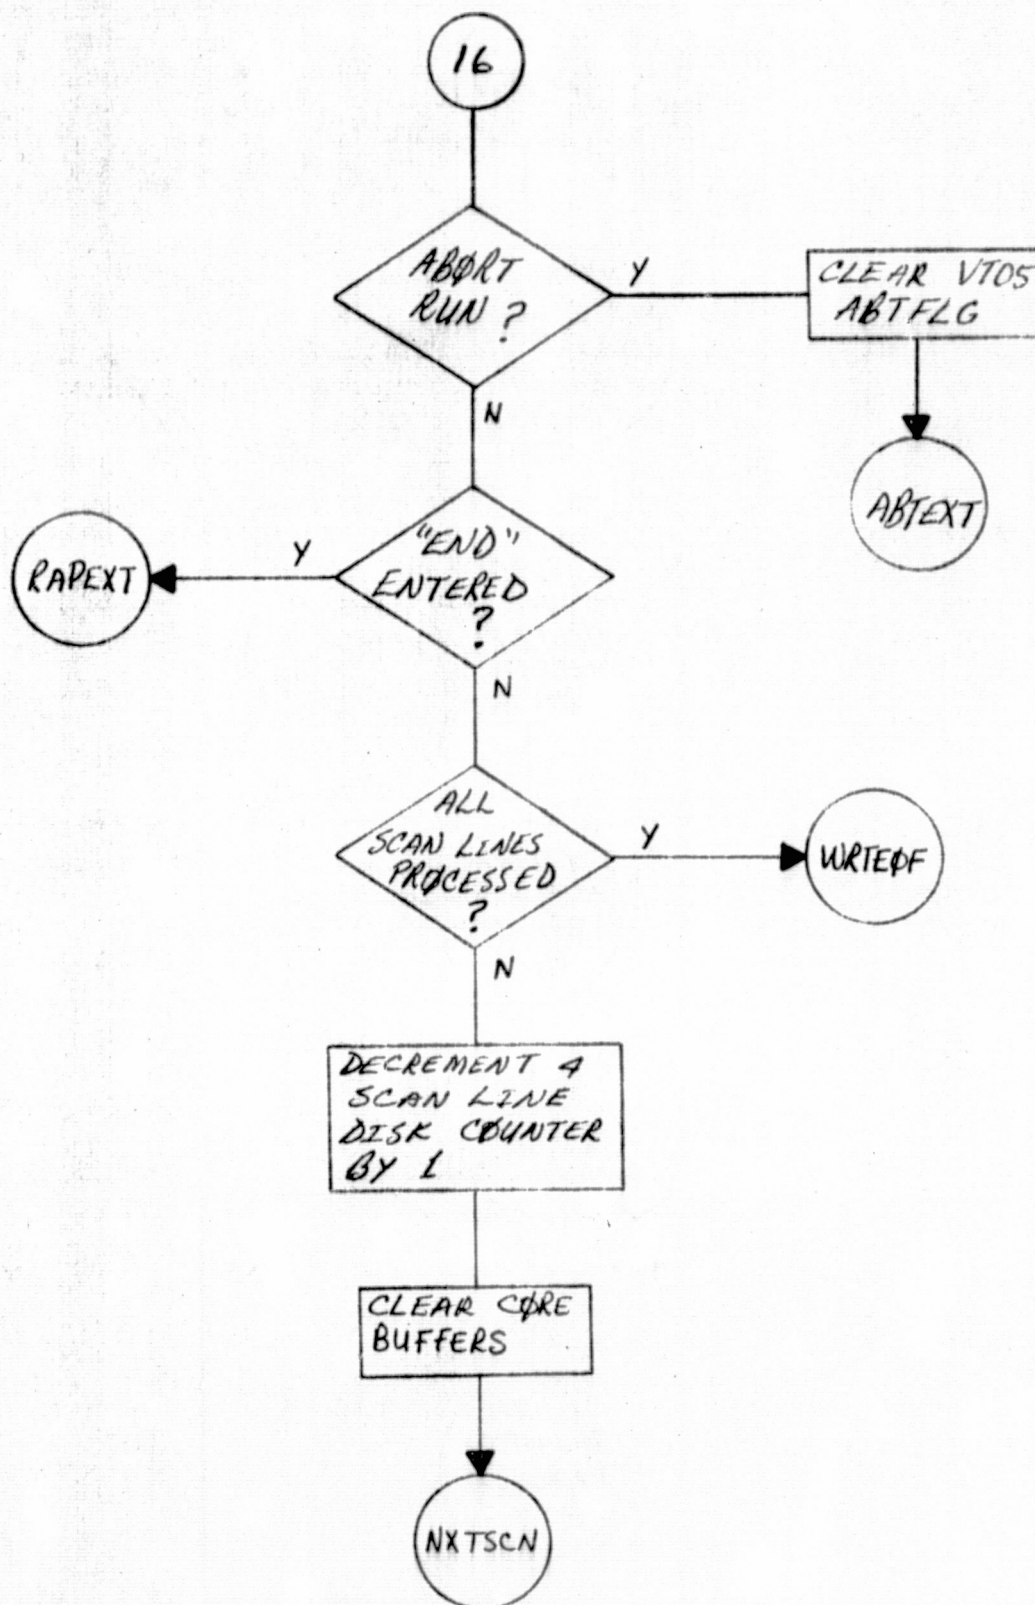 16
ABØRT
RUN ?
Y
CLEAR VT05
ABTFLG
N
ABTEXT
"END"
ENTERED
?
Y
RAPEXT
N
ALL
SCAN LINES
PRØCESSED
?
Y
WRTEØF
N
DECREMENT 4
SCAN LINE
DISK CØUNTER
BY 1
CLEAR CØRE
BUFFERS
NXTSCN